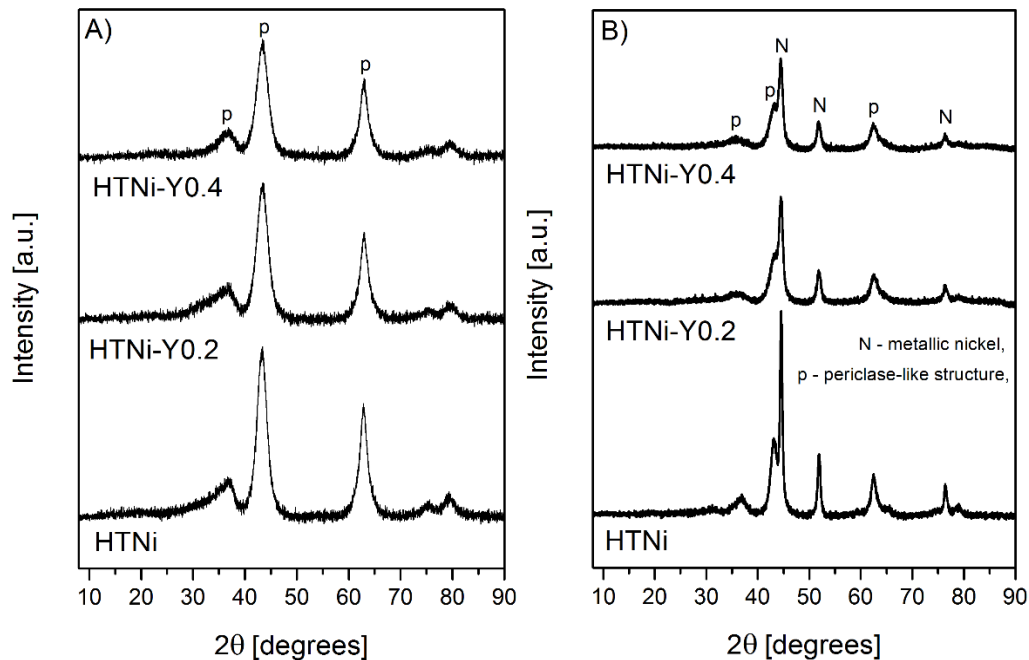 A)
p
p
p
HTNi-Y0.4
HTNi-Y0.2
HTNi
Intensity [a.u.]
10 20 30 40 50 60 70 80 90
2θ [degrees]
B)
N
p
p
N
p
N
HTNi-Y0.4
HTNi-Y0.2
N - metallic nickel,
p - periclase-like structure,
HTNi
Intensity [a.u.]
10 20 30 40 50 60 70 80 90
2θ [degrees]